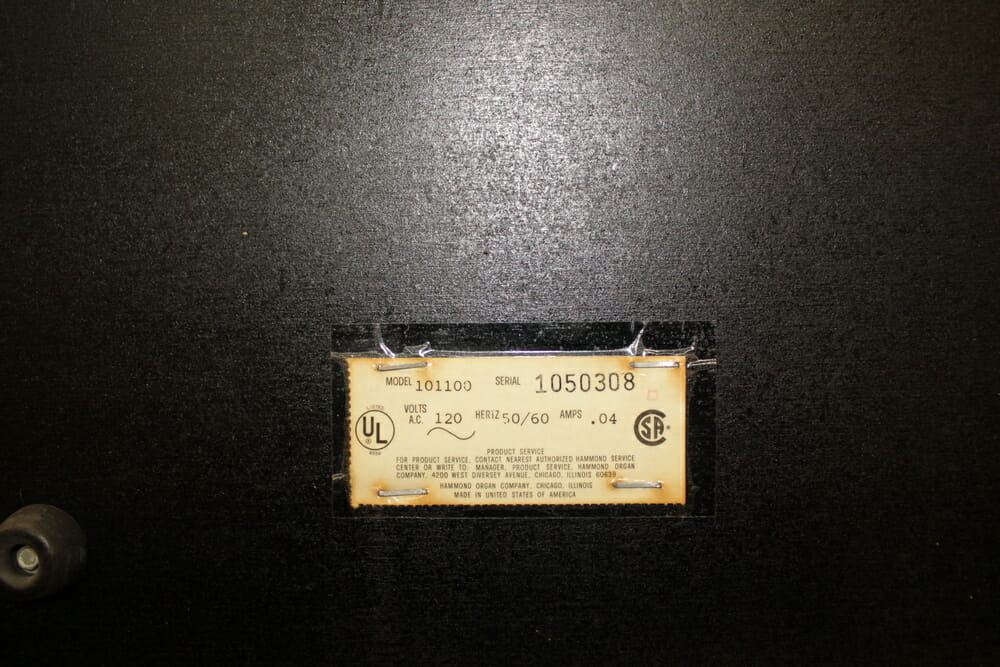 MODEL 101100 SERIAL 1050308
LISTED
UL
®
VOLTS
A.C. 120 HERTZ 50/60 AMPS .04
SA
PRODUCT SERVICE
FOR PRODUCT SERVICE, CONTACT NEAREST AUTHORIZED HAMMOND SERVICE
CENTER OR WRITE TO: MANAGER, PRODUCT SERVICE, HAMMOND ORGAN
COMPANY, 4200 WEST DIVERSEY AVENUE, CHICAGO, ILLINOIS 60639
HAMMOND ORGAN COMPANY, CHICAGO, ILLINOIS
MADE IN UNITED STATES OF AMERICA